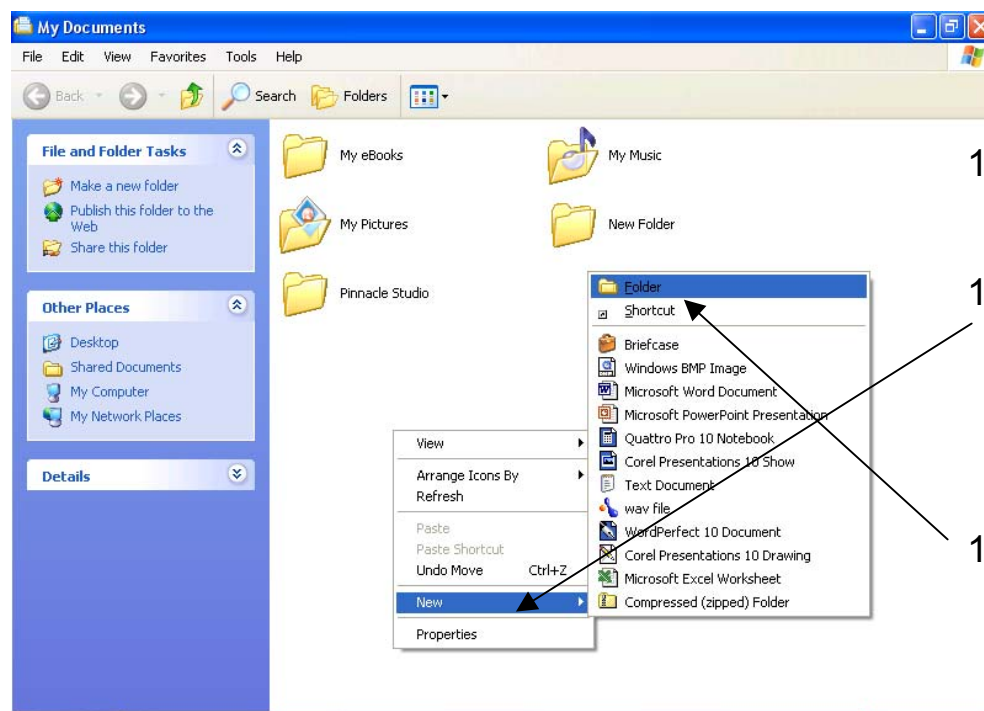 My Documents
File Edit View Favorites Tools Help
Back Search Folders
File and Folder Tasks
Make a new folder
Publish this folder to the
Web
Share this folder
Other Places
Desktop
Shared Documents
My Computer
My Network Places
Details
My eBooks
My Music
My Pictures
New Folder
Pinnacle Studio
View
Arrange Icons By
Refresh
Paste
Paste Shortcut
Undo Move Ctrl+Z
New
Properties
Folder
Shortcut
Briefcase
Windows BMP Image
Microsoft Word Document
Microsoft PowerPoint Presentation
Quattro Pro 10 Notebook
Corel Presentations 10 Show
Text Document
wav file
WordPerfect 10 Document
Corel Presentations 10 Drawing
Microsoft Excel Worksheet
Compressed (zipped) Folder
1
1
1